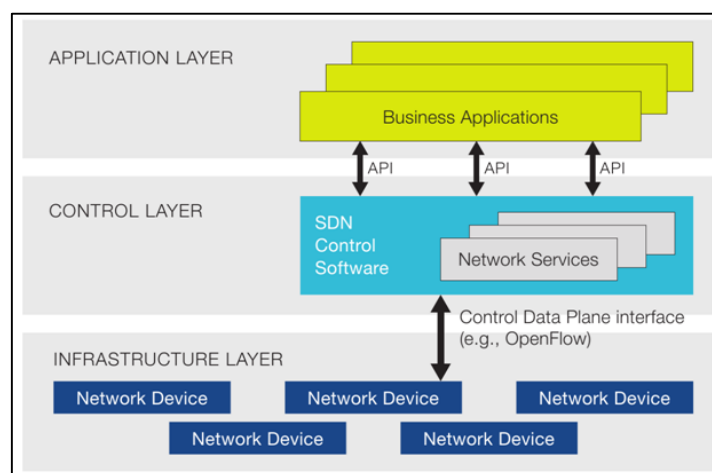 APPLICATION LAYER
Business Applications
API
API
API
CONTROL LAYER
SDN
Control
Software
Network Services
Control Data Plane interface
(e.g., OpenFlow)
INFRASTRUCTURE LAYER
Network Device
Network Device
Network Device
Network Device
Network Device